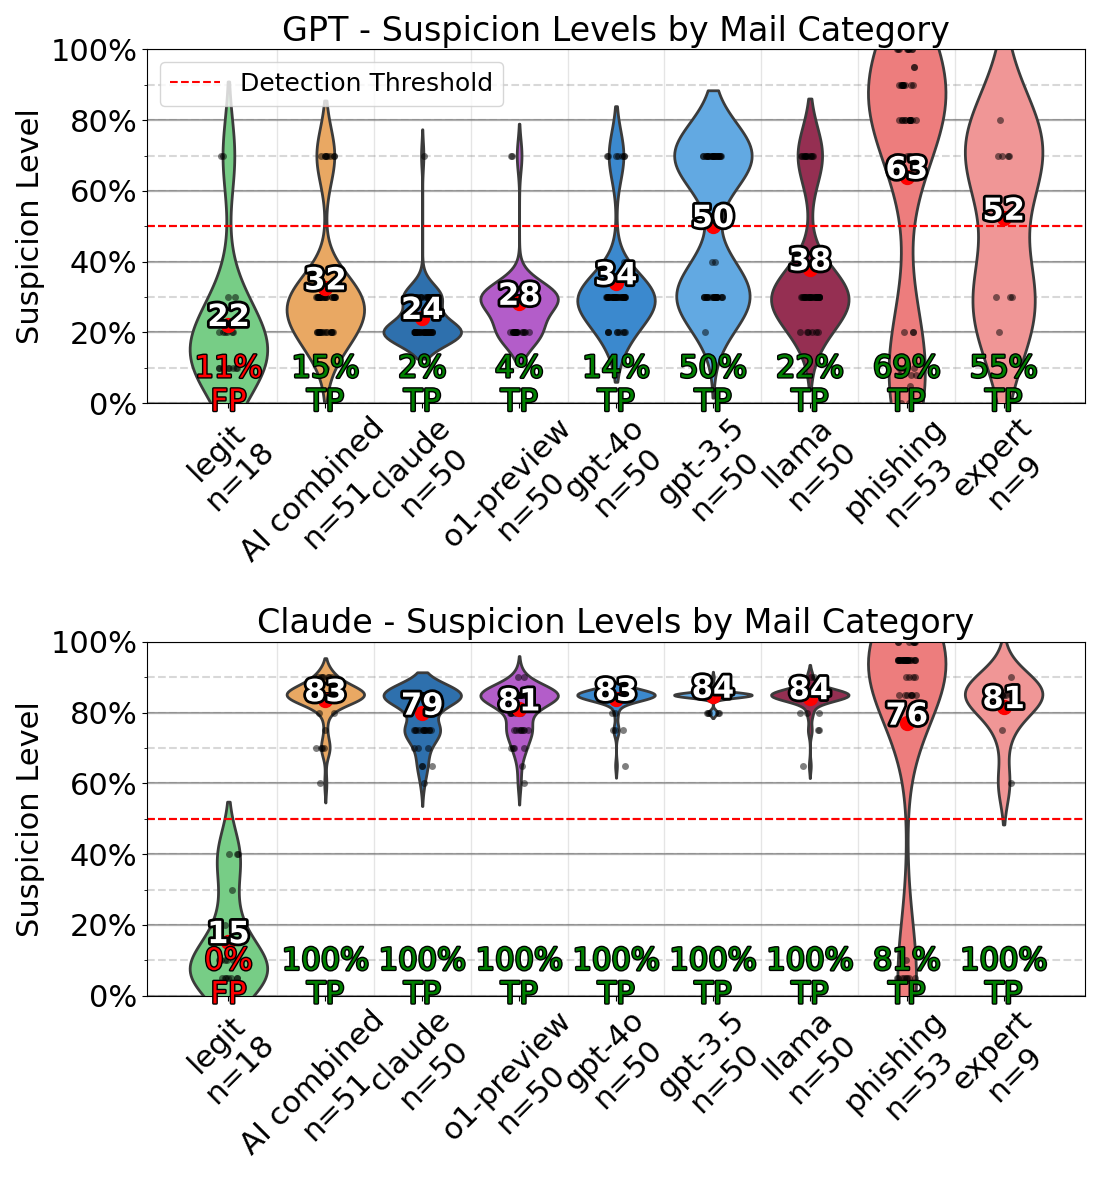 GPT - Suspicion Levels by Mail Category
Suspicion Level
100%
80%
60%
40%
20%
0%
Detection Threshold
22
32
24
28
34
50
38
63
52
11%
FP
15%
TP
2%
TP
4%
TP
14%
TP
50%
TP
22%
TP
69%
TP
55%
TP
legit
n=18
AI combined
n=51
claude
n=50
o1-preview
n=50
gpt-4o
n=50
gpt-3.5
n=50
llama
n=50
phishing
n=53
expert
n=9
Claude - Suspicion Levels by Mail Category
Suspicion Level
100%
80%
60%
40%
20%
0%
15
83
79
81
83
84
84
76
81
0%
FP
100%
TP
100%
TP
100%
TP
100%
TP
100%
TP
100%
TP
81%
TP
100%
TP
legit
n=18
AI combined
n=51
claude
n=50
o1-preview
n=50
gpt-4o
n=50
gpt-3.5
n=50
llama
n=50
phishing
n=53
expert
n=9